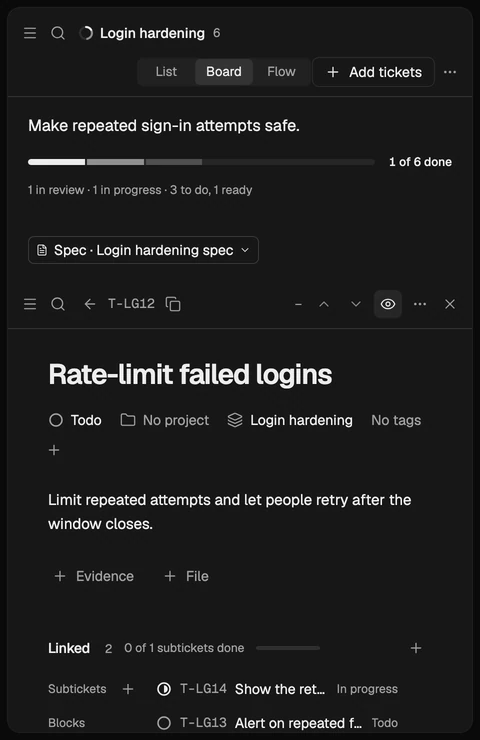 Login hardening 6
List Board Flow + Add tickets ...
Make repeated sign-in attempts safe.
1 of 6 done
1 in review · 1 in progress · 3 to do, 1 ready
Spec · Login hardening spec
T-LG12
Rate-limit failed logins
Todo No project Login hardening No tags
+
Limit repeated attempts and let people retry after the
window closes.
+ Evidence + File
Linked 2 0 of 1 subtickets done +
Subtickets + T-LG14 Show the ret... In progress
Blocks T-LG13 Alert on repeated f... Todo